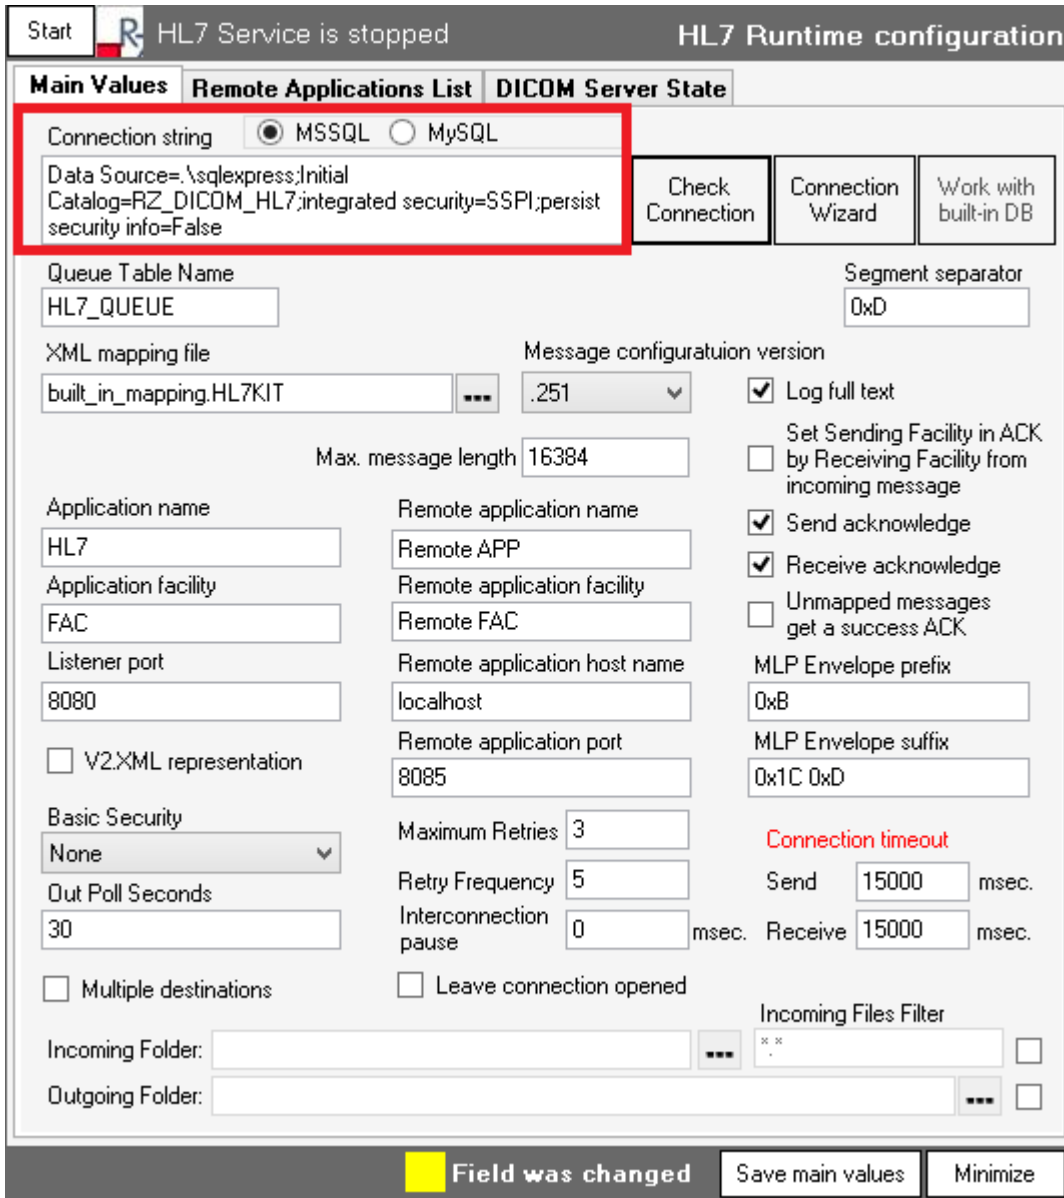 Start
R
HL7 Service is stopped
HL7 Runtime configuration
Main Values
Remote Applications List
DICOM Server State
Connection string
MSSQL
MySQL
Data Source=.\sqlexpress;Initial
Catalog=RZ_DICOM_HL7;integrated security=SSPI;persist
security info=False
Check
Connection
Connection
Wizard
Work with
built-in DB
Queue Table Name
HL7_QUEUE
Segment separator
0xD
XML mapping file
built_in_mapping.HL7KIT
...
Message configuratuion version
.251
Log full text
Max. message length
16384
Set Sending Facility in ACK
by Receiving Facility from
incoming message
Application name
HL7
Remote application name
Remote APP
Send acknowledge
Application facility
FAC
Remote application facility
Remote FAC
Receive acknowledge
Unmapped messages
get a success ACK
Listener port
8080
Remote application host name
localhost
MLP Envelope prefix
0xB
V2.XML representation
Remote application port
8085
MLP Envelope suffix
0x1C 0xD
Basic Security
None
Maximum Retries
3
Connection timeout
Retry Frequency
5
Send
15000
msec.
Out Poll Seconds
30
Interconnection
pause
0
msec.
Receive
15000
msec.
Multiple destinations
Leave connection opened
Incoming Files Filter
Incoming Folder:
...
*.*
Outgoing Folder:
...
Field was changed
Save main values
Minimize